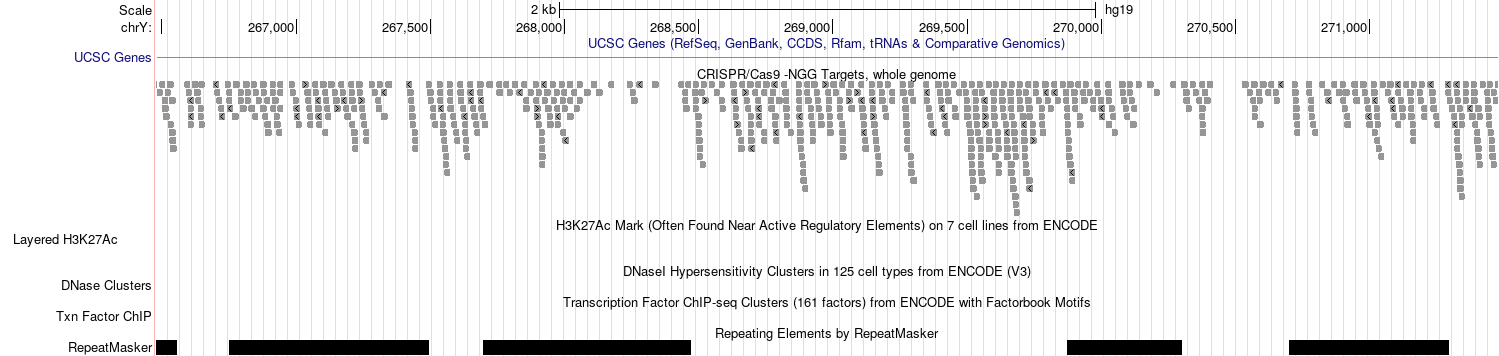 Scale 2 kb hg19
chrY: 267,000 267,500 268,000 268,500 269,000 269,500 270,000 270,500 271,000
UCSC Genes (RefSeq, GenBank, CCDS, Rfam, tRNAs & Comparative Genomics)
UCSC Genes
CRISPR/Cas9 -NGG Targets, whole genome
H3K27Ac Mark (Often Found Near Active Regulatory Elements) on 7 cell lines from ENCODE
Layered H3K27Ac
DNaseI Hypersensitivity Clusters in 125 cell types from ENCODE (V3)
DNase Clusters
Transcription Factor ChIP-seq Clusters (161 factors) from ENCODE with Factorbook Motifs
Txn Factor ChIP
Repeating Elements by RepeatMasker
RepeatMasker